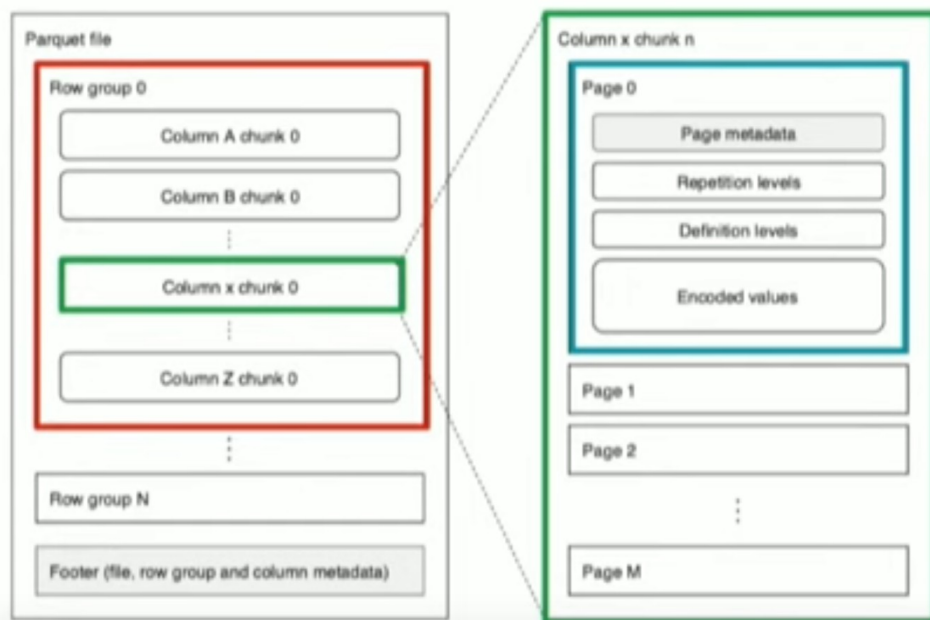 Parquet file
Row group 0
Column A chunk 0
Column B chunk 0
Column x chunk 0
Column Z chunk 0
Row group N
Footer (file, row group and column metadata)
Column x chunk n
Page 0
Page metadata
Repetition levels
Definition levels
Encoded values
Page 1
Page 2
Page M